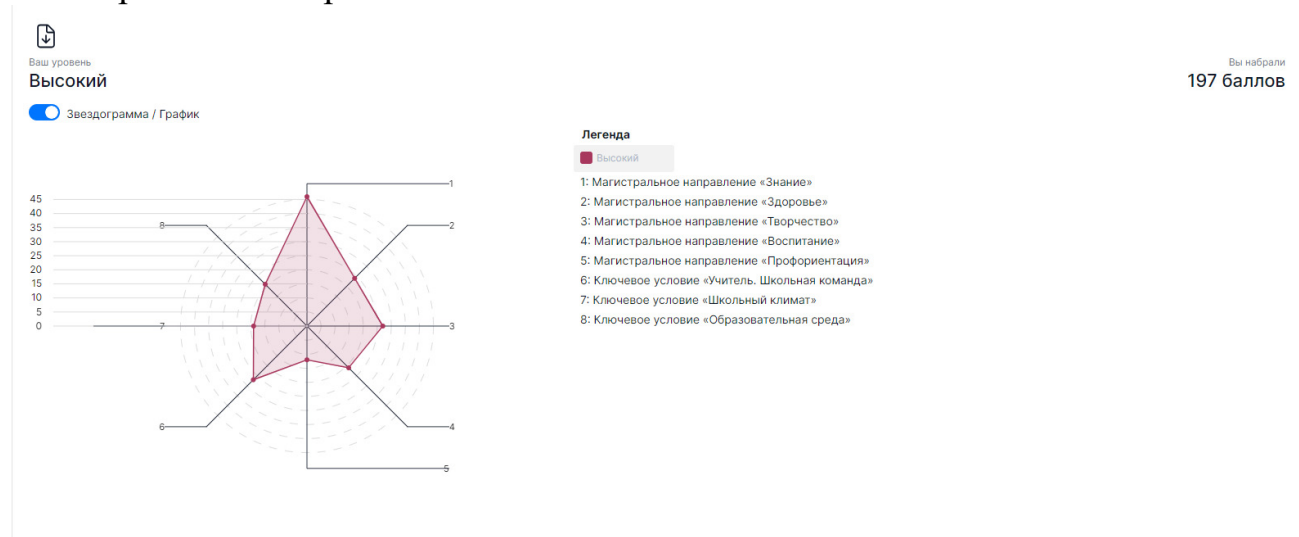 Ваш уровень
Высокий
Вы набрали
197 баллов
Звездограмма / График
45
40
35
30
25
20
15
10
5
0
1
2
3
4
5
6
7
8
Легенда
Высокий
1: Магистральное направление «Знание»
2: Магистральное направление «Здоровье»
3: Магистральное направление «Творчество»
4: Магистральное направление «Воспитание»
5: Магистральное направление «Профориентация»
6: Ключевое условие «Учитель. Школьная команда»
7: Ключевое условие «Школьный климат»
8: Ключевое условие «Образовательная среда»